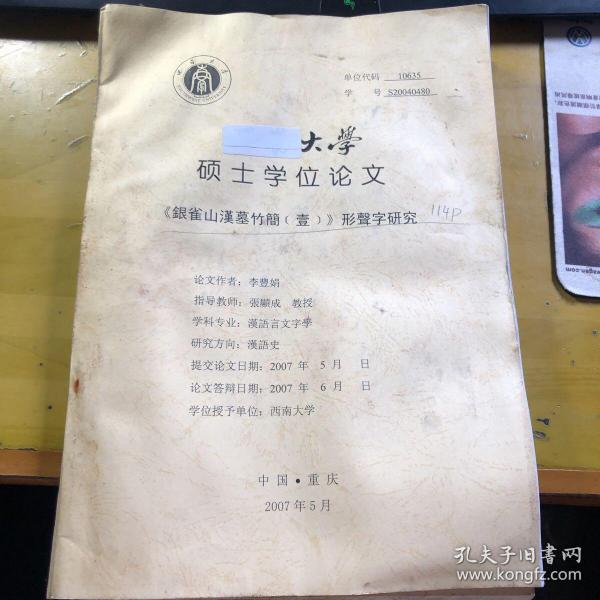 单位代码 10635
学 号 S20040480
大學
硕士学位论文
《銀雀山漢墓竹簡（壹）》形聲字研究 114P
论文作者：李豐娟
指导教师：張顯成 教授
学科专业：漢語言文字學
研究方向：漢語史
提交论文日期：2007 年 5 月 日
论文答辩日期：2007 年 6 月 日
学位授予单位：西南大学
中国·重庆
2007 年 5 月
孔夫子旧书网
www.kongfz.com